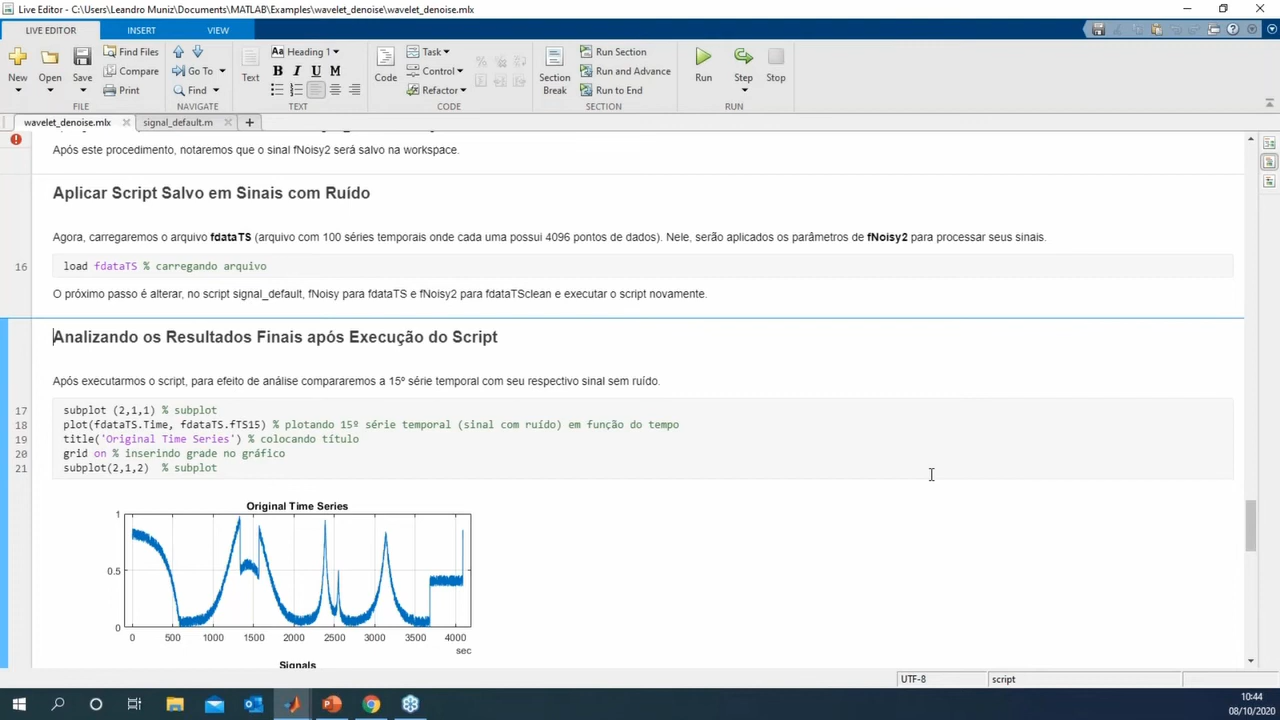 Live Editor - C:\Users\Leandro Muniz\Documents\MATLAB\Examples\wavelet_denoise\wavelet_denoise.mlx
LIVE EDITOR INSERT VIEW
New Open Save Find Files Compare Print
FILE
Go To Find
NAVIGATE
Text Aa Heading 1
B I U M
TEXT
Code Task Control Refactor
CODE
Section Break Run Section Run and Advance Run to End
SECTION
Run Step Stop
RUN
wavelet_denoise.mlx signal_default.m
Após este procedimento, notaremos que o sinal fNoisy2 será salvo na workspace.
Aplicar Script Salvo em Sinais com Ruído
Agora, carregaremos o arquivo fdataTS (arquivo com 100 séries temporais onde cada uma possui 4096 pontos de dados). Nele, serão aplicados os parâmetros de fNoisy2 para processar seus sinais.
16 load fdataTS % carregando arquivo
O próximo passo é alterar, no script signal_default, fNoisy para fdataTS e fNoisy2 para fdataTSclean e executar o script novamente.
Analizando os Resultados Finais após Execução do Script
Após executarmos o script, para efeito de análise compararemos a 15º série temporal com seu respectivo sinal sem ruído.
17 subplot (2,1,1) % subplot
18 plot(fdataTS.Time, fdataTS.fTS15) % plotando 15º série temporal (sinal com ruído) em função do tempo
19 title('Original Time Series') % colocando título
20 grid on % inserindo grade no gráfico
21 subplot(2,1,2) % subplot
Original Time Series
1
0.5
0
0 500 1000 1500 2000 2500 3000 3500 4000
sec
Signals
UTF-8 script
10:44
08/10/2020